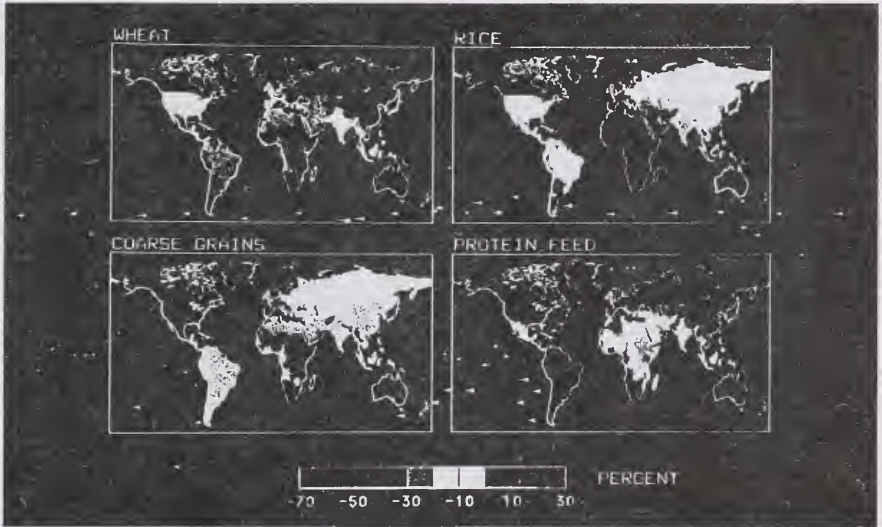 WHEAT
RICE
COARSE GRAINS
PROTEIN FEED
PERCENT
-70 -50 -30 -10 10 30